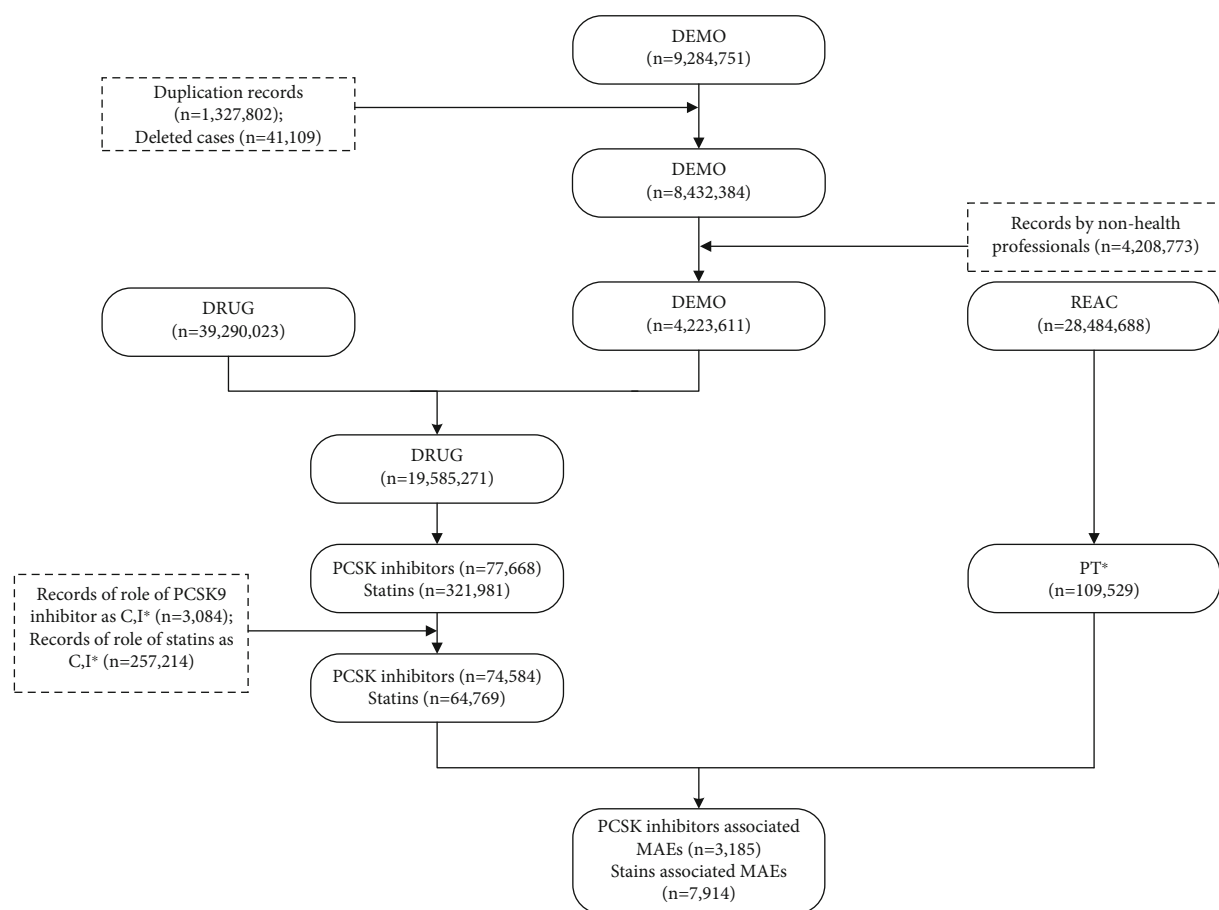 DEMO
(n=9,284,751)
Duplication records
(n=1,327,802);
Deleted cases (n=41,109)
DEMO
(n=8,432,384)
Records by non-health
professionals (n=4,208,773)
DRUG
(n=39,290,023)
DEMO
(n=4,223,611)
REAC
(n=28,484,688)
DRUG
(n=19,585,271)
PCSK inhibitors (n=77,668)
Statins (n=321,981)
PT*
(n=109,529)
Records of role of PCSK9
inhibitor as C,I* (n=3,084);
Records of role of statins as
C,I* (n=257,214)
PCSK inhibitors (n=74,584)
Statins (n=64,769)
PCSK inhibitors associated
MAEs (n=3,185)
Stains associated MAEs
(n=7,914)